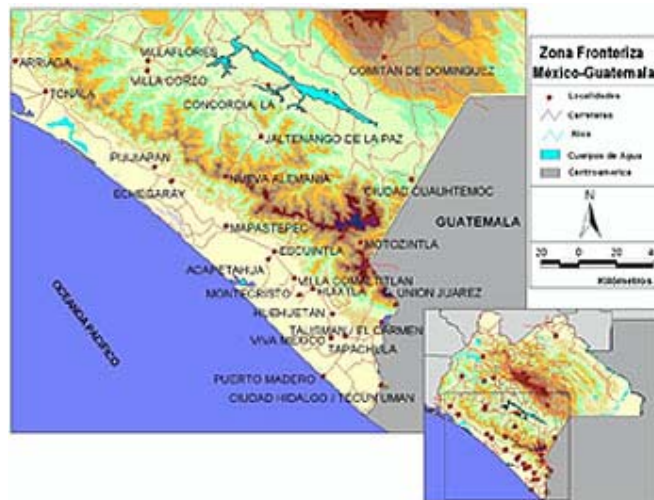 ARRIAGA
VILLAFLORES
VILLA CORZO
COMITAN DE DOMINGUEZ
TONALA
CONCORDIA, LA
JALTENANGO DE LA PAZ
PIJIJIAPAN
ECHEGARAY
NUEVA ALEMANIA
CIUDAD CUAUHTEMOC
GUATEMALA
MAPASTEPEC
MOTOZINTLA
ESCUINTLA
ACAPETAHUA
VILLA COMALTITLAN
MONTECRISTO
HUIXTLA
UNION JUAREZ
HUEHUETAN
TALISMAN / EL CARMEN
VIVA MEXICO
TAPACHULA
PUERTO MADERO
CIUDAD HIDALGO / TECUN UMAN
OCEANIA PACIFICO
Zona Fronteriza
México-Guatemala
Localidades
Carreteras
Rios
Cuerpos de Agua
Centroamerica
N
20 0 20 40
Kilómetros